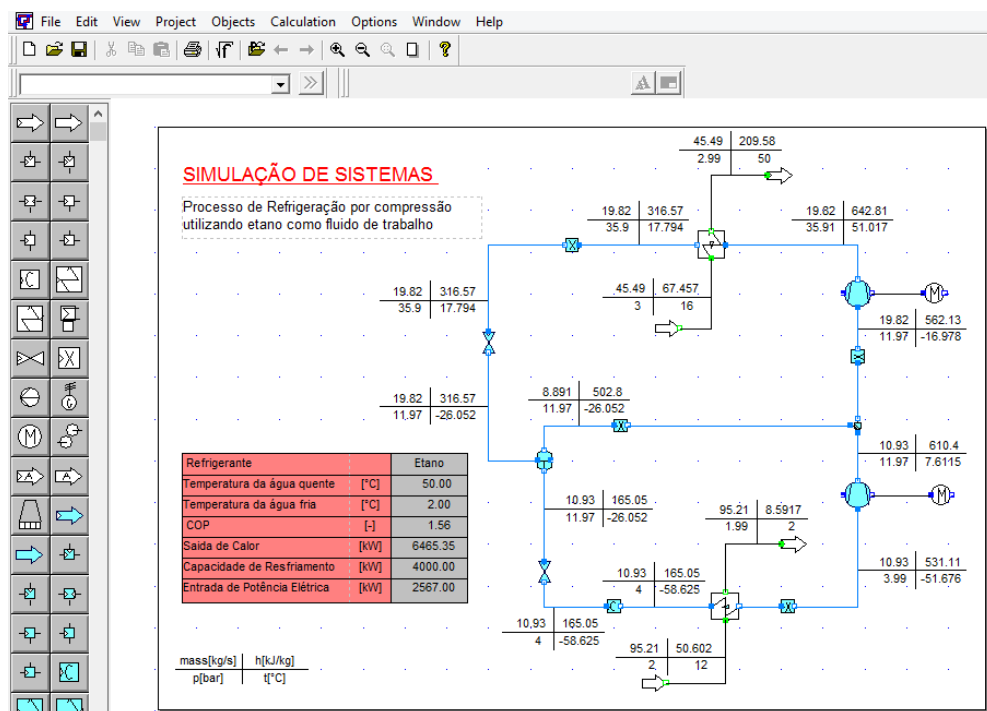 File Edit View Project Objects Calculation Options Window Help
SIMULAÇÃO DE SISTEMAS
Processo de Refrigeração por compressão
utilizando etano como fluido de trabalho
45.49 209.58
2.99 50
19.82 316.57
35.9 17.794
19.62 642.81
35.91 51.017
19.82 316.57
35.9 17.794
45.49 67.457
3 16
19.82 562.13
11.97 -16.978
19.82 316.57
11.97 -26.052
8.891 502.8
11.97 -26.052
10.93 610.4
11.97 7.6115
Refrigerante Etano
Temperatura da água quente [°C] 50.00
Temperatura da água fria [°C] 2.00
COP [-] 1.56
Saida de Calor [kW] 6465.35
Capacidade de Resfriamento [kW] 4000.00
Entrada de Potência Elétrica [kW] 2567.00
10.93 165.05
11.97 -26.052
95.21 8.5917
1.99 2
10.93 165.05
4 -58.625
10.93 531.11
3.99 -51.676
10.93 165.05
4 -58.625
95.21 50.602
2 12
mass[kg/s] h[kJ/kg]
p[bar] t[°C]